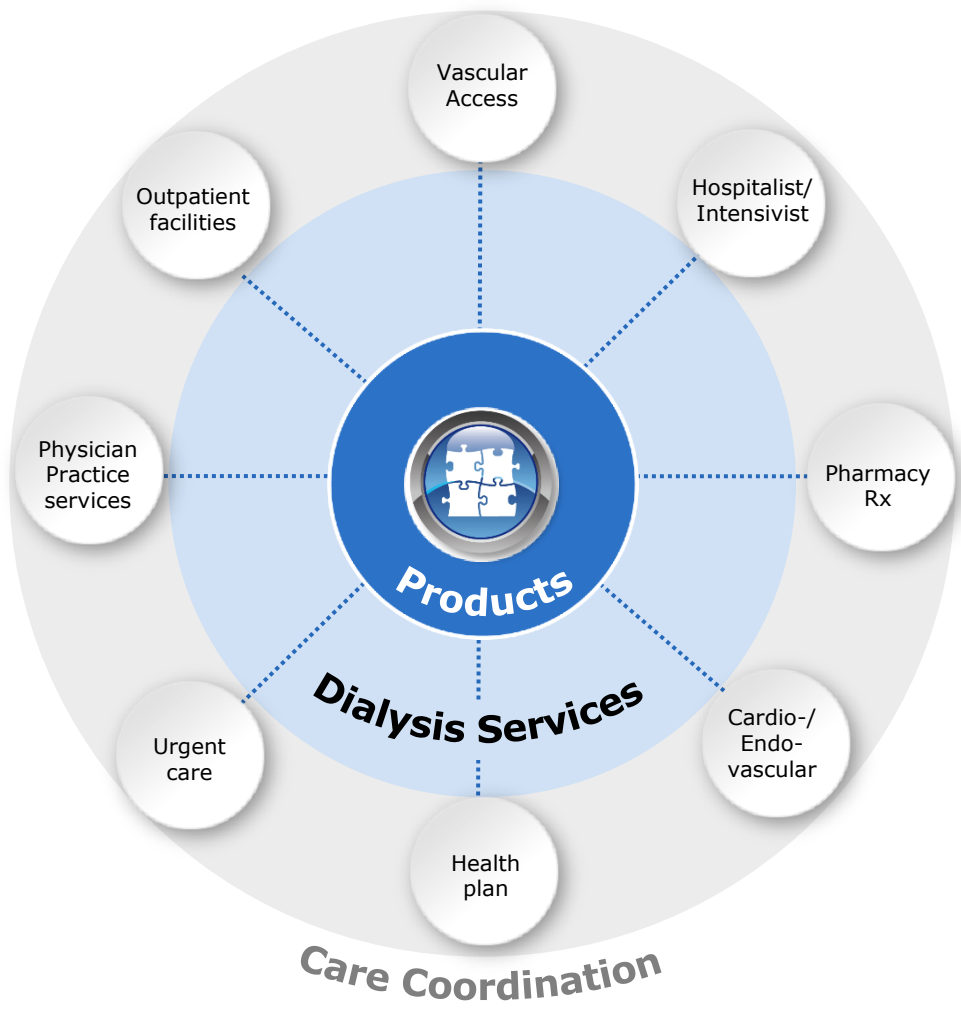 Vascular
Access
Outpatient
facilities
Hospitalist/
Intensivist
Physician
Practice
services
Pharmacy
Rx
Products
Dialysis Services
Urgent
care
Cardio-/
Endo-
vascular
Health
plan
Care Coordination